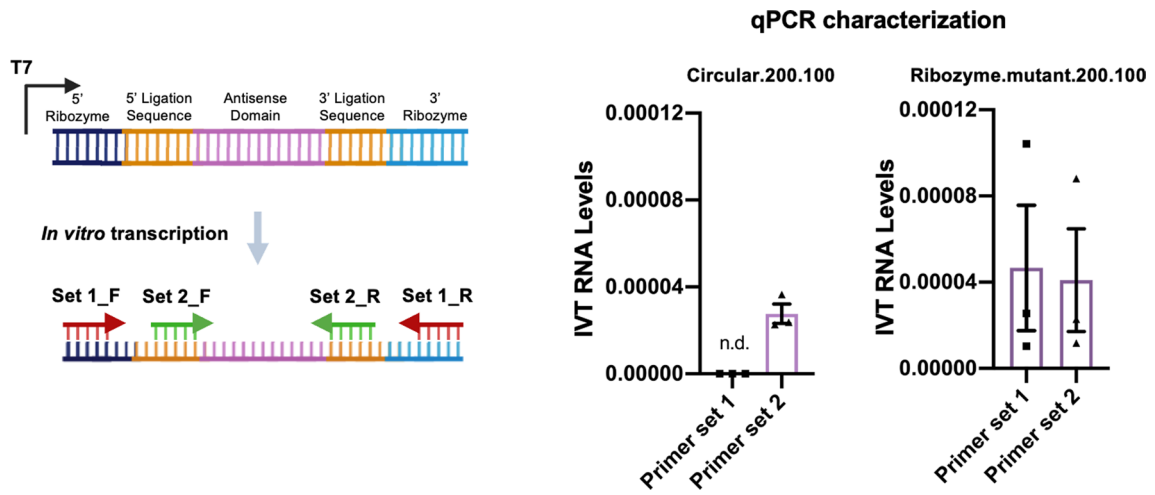 T7
5’ Ribozyme
5’ Ligation Sequence
Antisense Domain
3’ Ligation Sequence
3’ Ribozyme
In vitro transcription
Set 1_F
Set 2_F
Set 2_R
Set 1_R
qPCR characterization
Circular.200.100
IVT RNA Levels
0.00012
0.00008
0.00004
0.00000
n.d.
Primer set 1
Primer set 2
Ribozyme.mutant.200.100
IVT RNA Levels
0.00012
0.00008
0.00004
0.00000
Primer set 1
Primer set 2